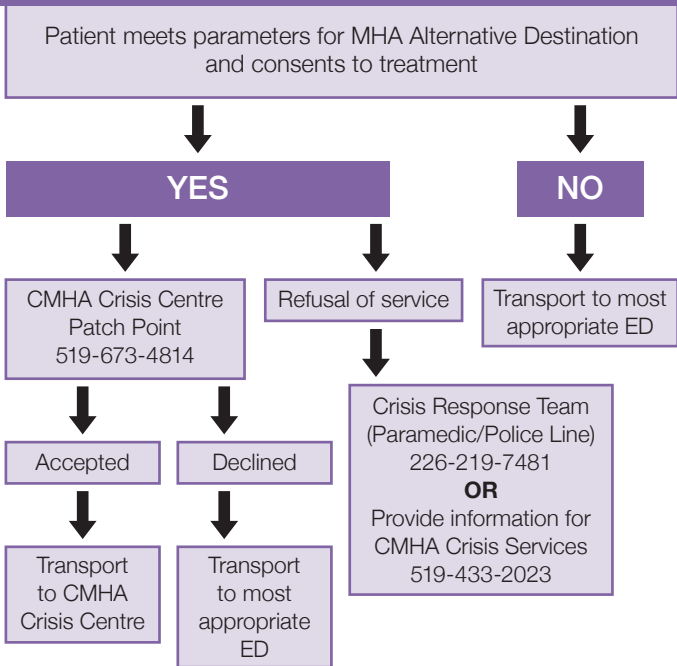 Patient meets parameters for MHA Alternative Destination
and consents to treatment
YES
NO
CMHA Crisis Centre
Patch Point
519-673-4814
Refusal of service
Transport to most
appropriate ED
Accepted
Declined
Crisis Response Team
(Paramedic/Police Line)
226-219-7481
OR
Provide information for
CMHA Crisis Services
519-433-2023
Transport
to CMHA
Crisis Centre
Transport
to most
appropriate
ED